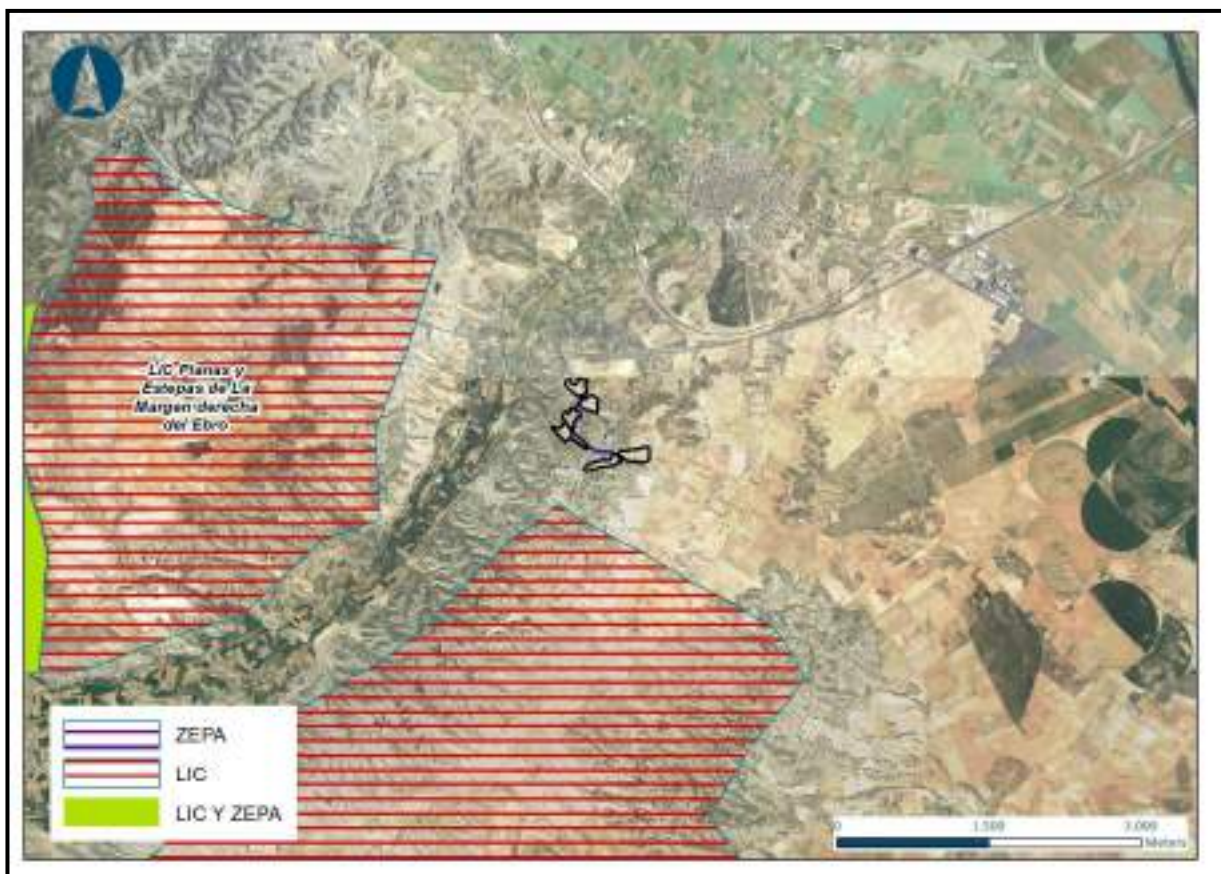 LIC Planas y
Estepas de La
Margen derecha
del Ebro
ZEPA
LIC
LIC Y ZEPA
0 1.500 3.000
Meters